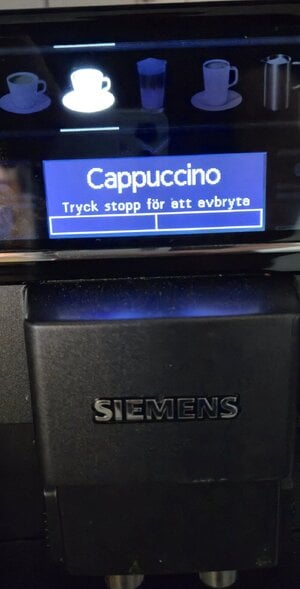 Cappuccino
Tryck stopp för att avbryta
SIEMENS